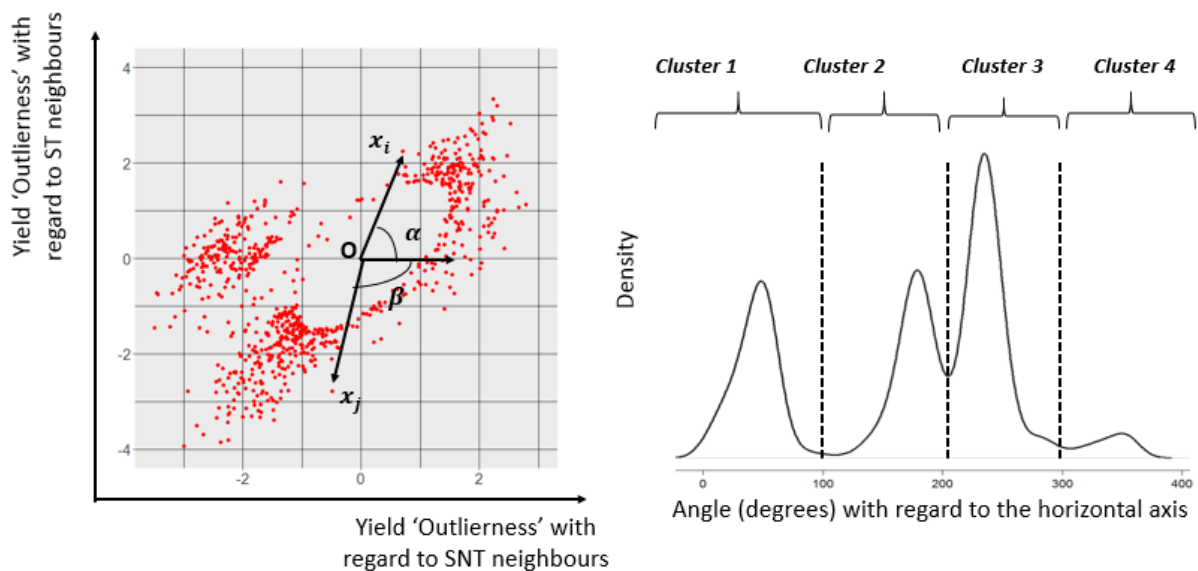 Yield 'Outlierness' with
regard to ST neighbours
4
2
0
-2
-4
-2
0
2
x_i
α
O
β
x_j
Yield 'Outlierness' with
regard to SNT neighbours
Cluster 1
Cluster 2
Cluster 3
Cluster 4
Density
0
100
200
300
400
Angle (degrees) with regard to the horizontal axis